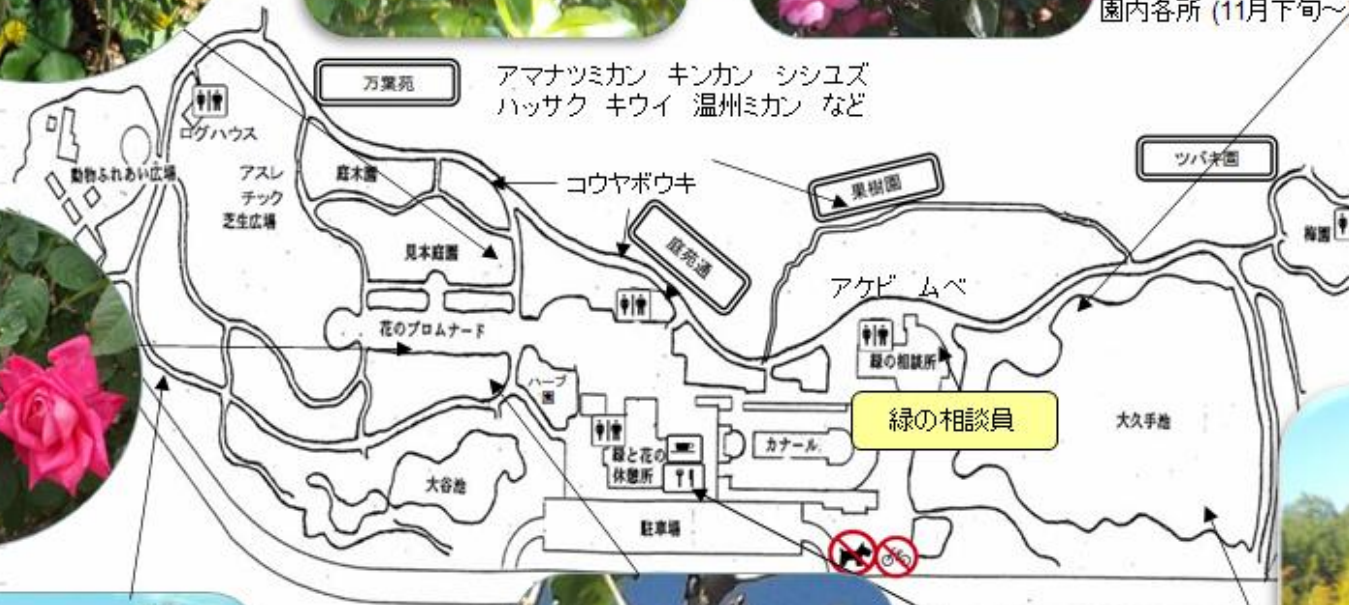 園内各所 (11月下旬～
万葉苑
アマナツミカン キンカン シシユズ
ハッサク キウイ 温州ミカン など
ログハウス
ツバキ園
動物ふれあい広場
アスレ
チック
芝生広場
庭木園
コウヤボウキ
果樹園
梅園
見本庭園
庭苑通
アケビ ムベ
花のプロムナード
緑の相談所
ハーブ
園
緑の相談員
大久手池
緑と花の
休憩所
カナール
大谷池
駐車場